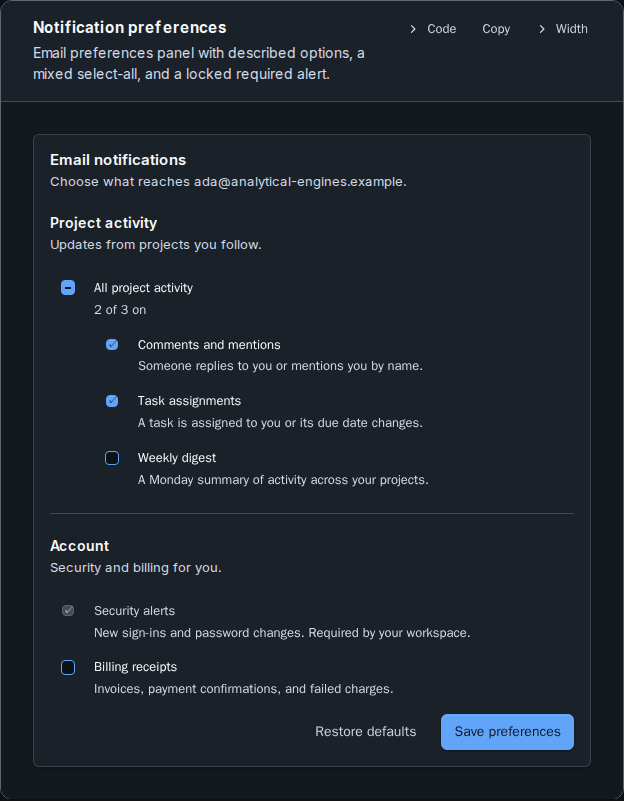 Notification preferences
Code
Copy
Width
Email preferences panel with described options, a
mixed select-all, and a locked required alert.
Email notifications
Choose what reaches ada@analytical-engines.example.
Project activity
Updates from projects you follow.
All project activity
2 of 3 on
Comments and mentions
Someone replies to you or mentions you by name.
Task assignments
A task is assigned to you or its due date changes.
Weekly digest
A Monday summary of activity across your projects.
Account
Security and billing for you.
Security alerts
New sign-ins and password changes. Required by your workspace.
Billing receipts
Invoices, payment confirmations, and failed charges.
Restore defaults
Save preferences